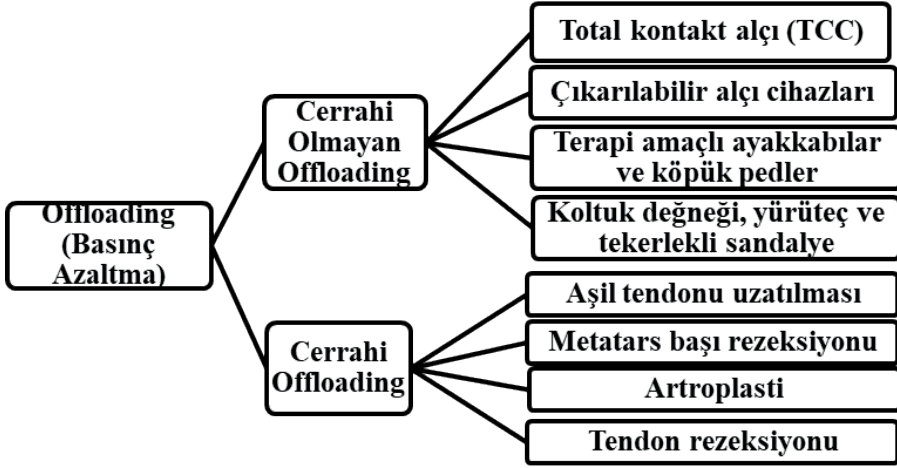 Offloading
(Basınç
Azaltma)
Cerrahi
Olmayan
Offloading
Total kontakt alçı (TCC)
Çıkarılabilir alçı cihazları
Terapi amaçlı ayakkabılar
ve köpük pedler
Koltuk değneği, yürüteç ve
tekerlekli sandalye
Cerrahi
Offloading
Aşil tendonu uzatılması
Metatars başı rezeksiyonu
Artroplasti
Tendon rezeksiyonu